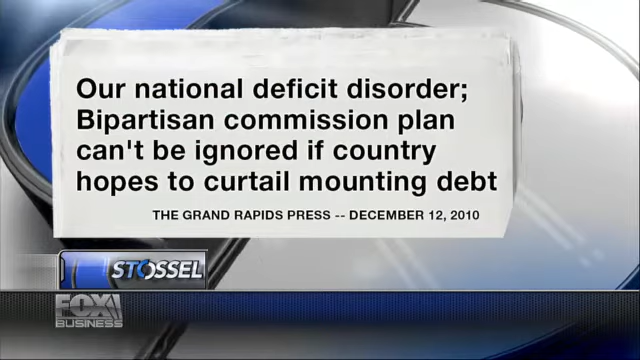 Our national deficit disorder;
Bipartisan commission plan
can't be ignored if country
hopes to curtail mounting debt
THE GRAND RAPIDS PRESS -- DECEMBER 12, 2010
STOSSEL
FOX
BUSINESS